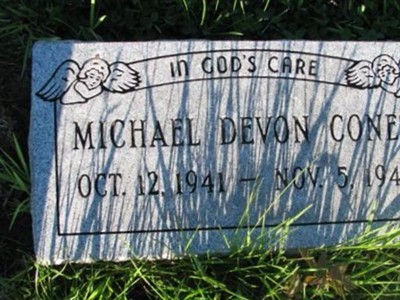 IN GOD'S CARE
MICHAEL DEVON CONE
OCT. 12, 1941 — NOV. 5, 194